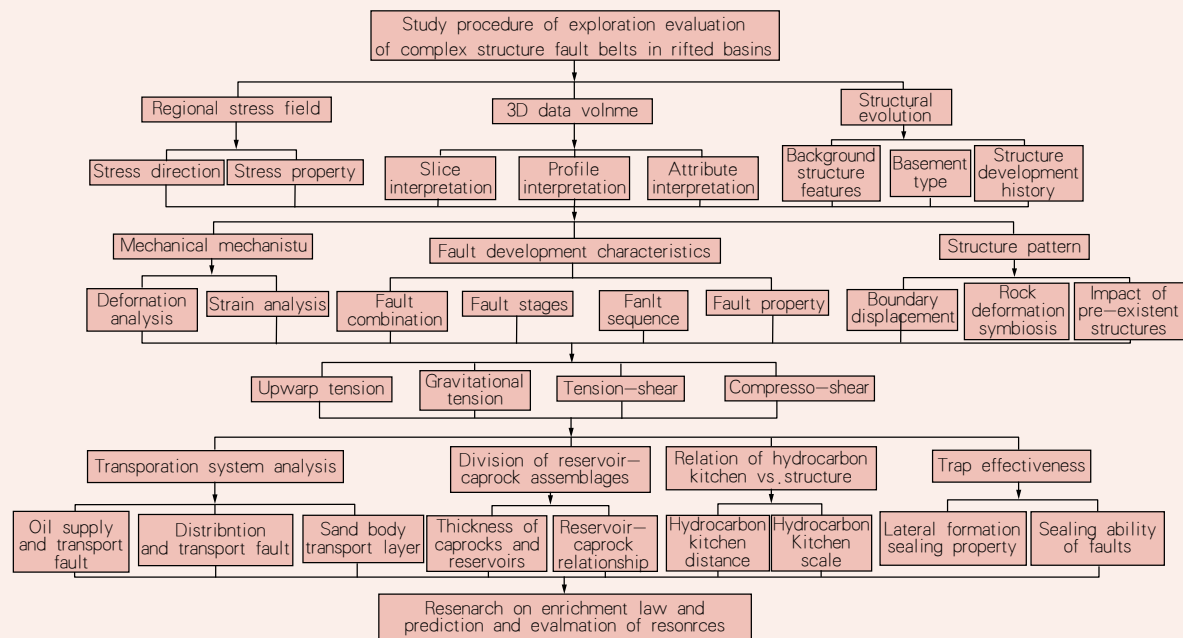 Study procedure of exploration evaluation
of complex structure fault belts in rifted basins
Regional stress field
3D data volnme
Structural
evolution
Stress direction
Stress property
Slice
interpretation
Profile
interpretation
Attribute
interpretation
Background
structure
features
Basement
type
Structure
development
history
Mechanical mechanistu
Fault development characteristics
Structure pattern
Defornation
analysis
Strain analysis
Fault
combination
Fault stages
Fanlt
sequence
Fault property
Boundary
displacement
Rock
deformation
symbiosis
Impact of
pre—existent
structures
Upwarp tension
Gravitational
tension
Tension—shear
Compresso—shear
Transporation system analysis
Division of reservoir—
caprock assemblages
Relation of hydrocarbon
kitchen vs.structure
Trap effectiveness
Oil supply
and transport
fault
Distribntion
and transport fault
Sand body
transport layer
Thickness of
caprocks and
reservoirs
Reservoir—
caprock
relationship
Hydrocarbon
kitchen
distance
Hydrocarbon
Kitchen
scale
Lateral formation
sealing property
Sealing ability
of faults
Resenarch on enrichment law and
prediction and evalmation of resonrces